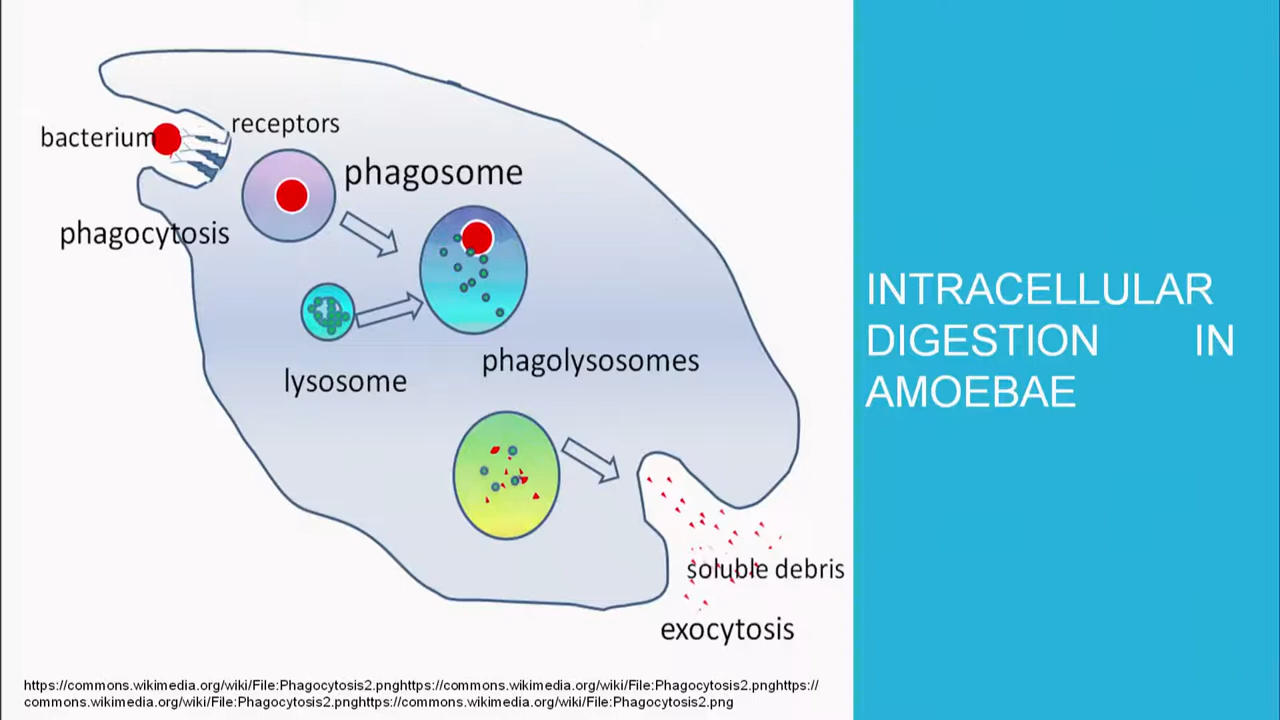 bacterium
receptors
phagosome
phagocytosis
lysosome
phagolysosomes
soluble debris
exocytosis
INTRACELLULAR
DIGESTION IN
AMOEBAE
https://commons.wikimedia.org/wiki/File:Phagocytosis2.pnghttps://commons.wikimedia.org/wiki/File:Phagocytosis2.pnghttps://
commons.wikimedia.org/wiki/File:Phagocytosis2.pnghttps://commons.wikimedia.org/wiki/File:Phagocytosis2.png